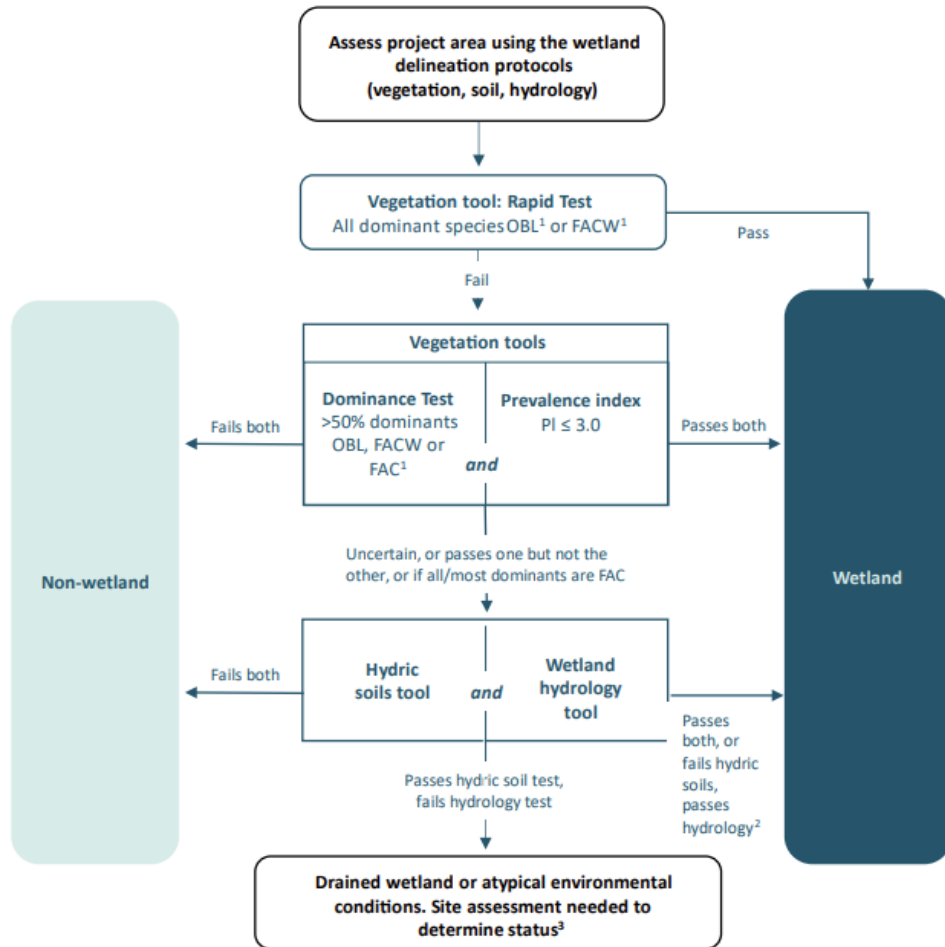 Assess project area using the wetland
delineation protocols
(vegetation, soil, hydrology)
Vegetation tool: Rapid Test
All dominant species OBL¹ or FACW¹
Pass
Fail
Vegetation tools
Dominance Test
>50% dominants
OBL, FACW or
FAC¹
and
Prevalence index
PI ≤ 3.0
Fails both
Passes both
Non-wetland
Wetland
Uncertain, or passes one but not the
other, or if all/most dominants are FAC
Hydric
soils tool
and
Wetland
hydrology
tool
Fails both
Passes
both, or
fails hydric
soils,
passes
hydrology²
Passes hydric soil test,
fails hydrology test
Drained wetland or atypical environmental
conditions. Site assessment needed to
determine status³